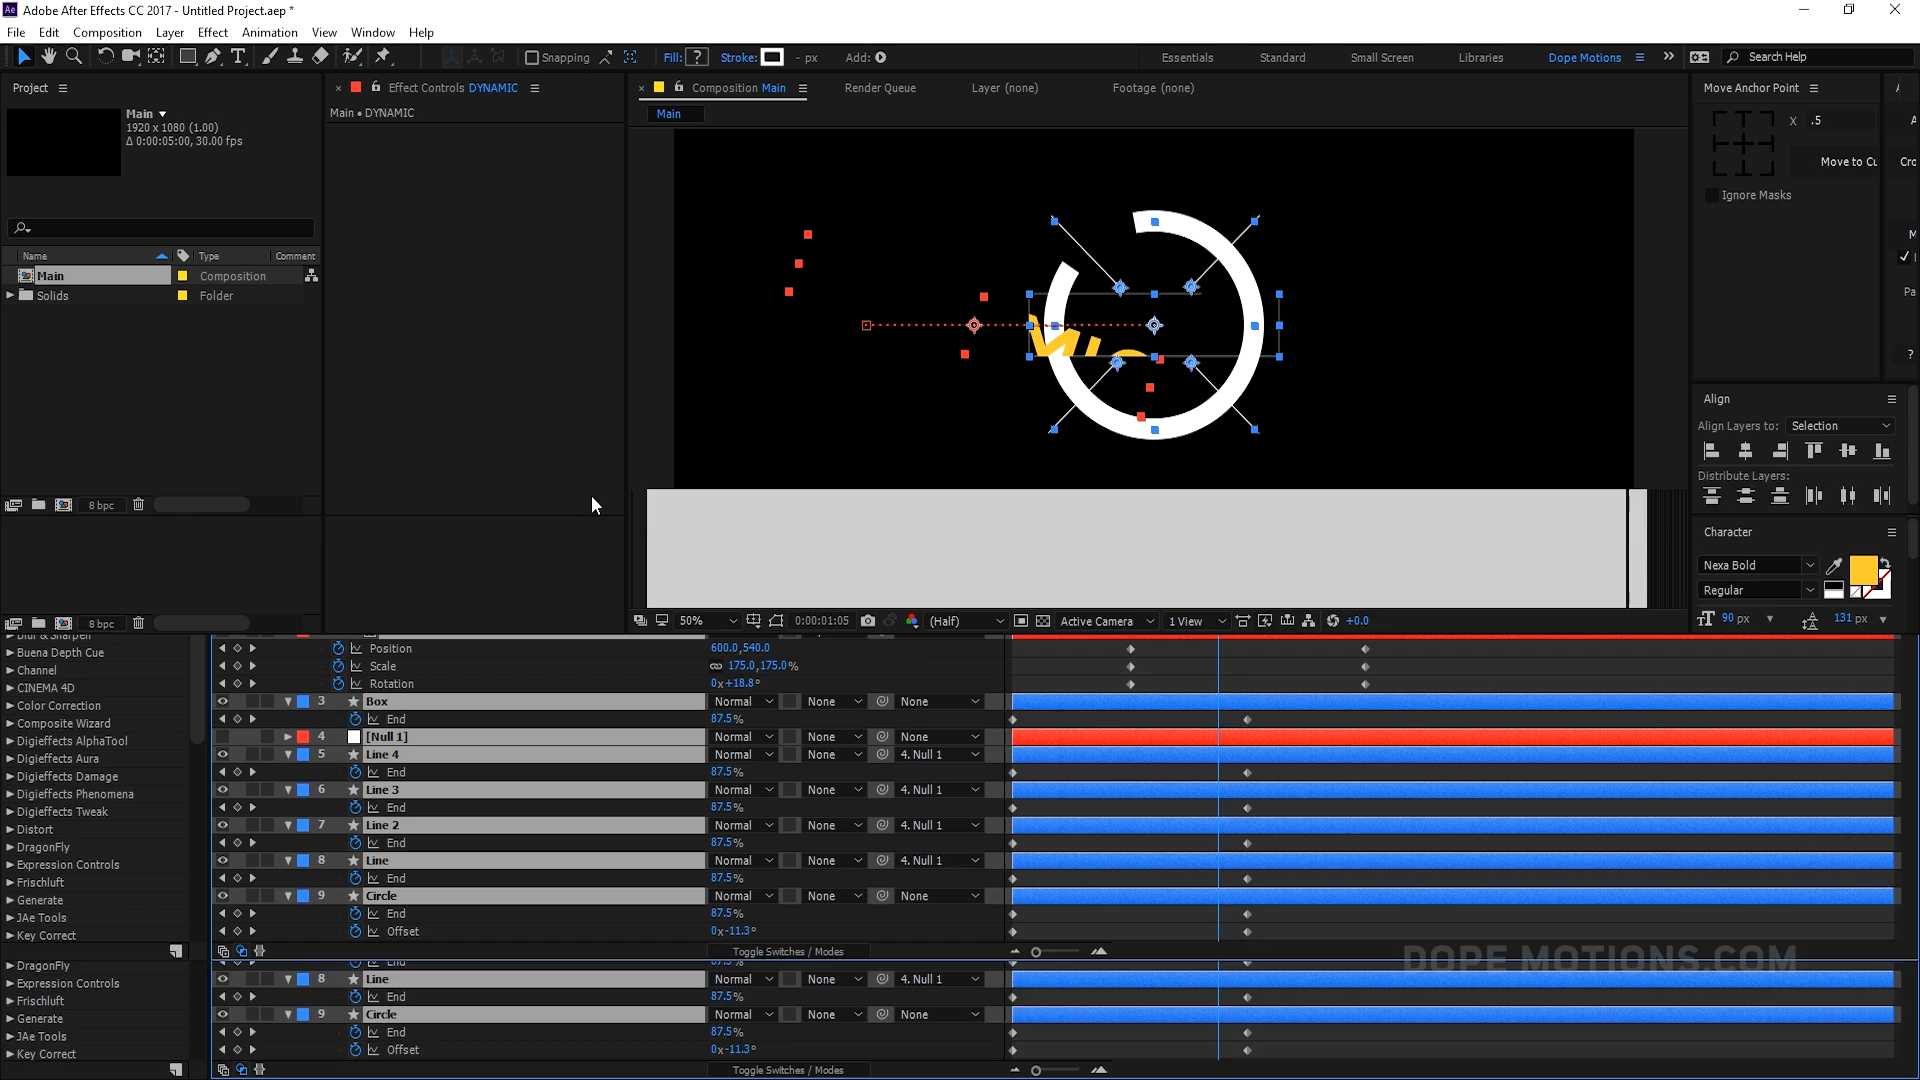 Adobe After Effects CC 2017 - Untitled Project.aep *
File Edit Composition Layer Effect Animation View Window Help
Snapping Fill: ? Stroke: - px Add: Essentials Standard Small Screen Libraries Dope Motions Search Help
Project
Main
1920 x 1080 (1.00)
Δ 0:00:05:00, 30.00 fps
Name Type Comment
Main Composition
Solids Folder
8 bpc
8 bpc
Effect Controls DYNAMIC
Main • DYNAMIC
Composition Main Render Queue Layer (none) Footage (none)
Main
50% 0:00:01:05 (Half) Active Camera 1 View +0.0
Move Anchor Point
X .5
Move to Cu
Ignore Masks
Align
Align Layers to: Selection
Distribute Layers:
Character
Nexa Bold
Regular
90 px 131 px
Buena Depth Cue
Channel
CINEMA 4D
Color Correction
Composite Wizard
Digieffects AlphaTool
Digieffects Aura
Digieffects Damage
Digieffects Phenomena
Digieffects Tweak
Distort
DragonFly
Expression Controls
Frischluft
Generate
JAe Tools
Key Correct
DragonFly
Expression Controls
Frischluft
Generate
JAe Tools
Key Correct
Position 600.0,540.0
Scale 175.0,175.0%
Rotation 0x+18.8°
3 Box Normal None None
End 87.5%
4 [Null 1] Normal None None
5 Line 4 Normal None 4. Null 1
End 87.5%
6 Line 3 Normal None 4. Null 1
End 87.5%
7 Line 2 Normal None 4. Null 1
End 87.5%
8 Line Normal None 4. Null 1
End 87.5%
9 Circle Normal None None
End 87.5%
Offset 0x-11.3°
Toggle Switches / Modes
8 Line Normal None 4. Null 1
End 87.5%
9 Circle Normal None None
End 87.5%
Offset 0x-11.3°
Toggle Switches / Modes
DOPE MOTIONS.COM